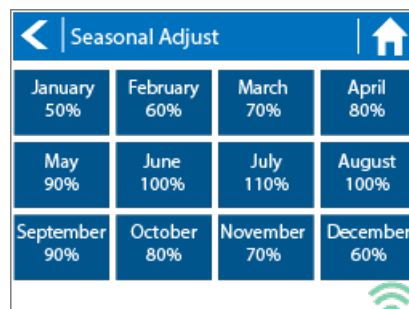 Seasonal Adjust
January February March April
50% 60% 70% 80%
May June July August
90% 100% 110% 100%
September October November December
90% 80% 70% 60%